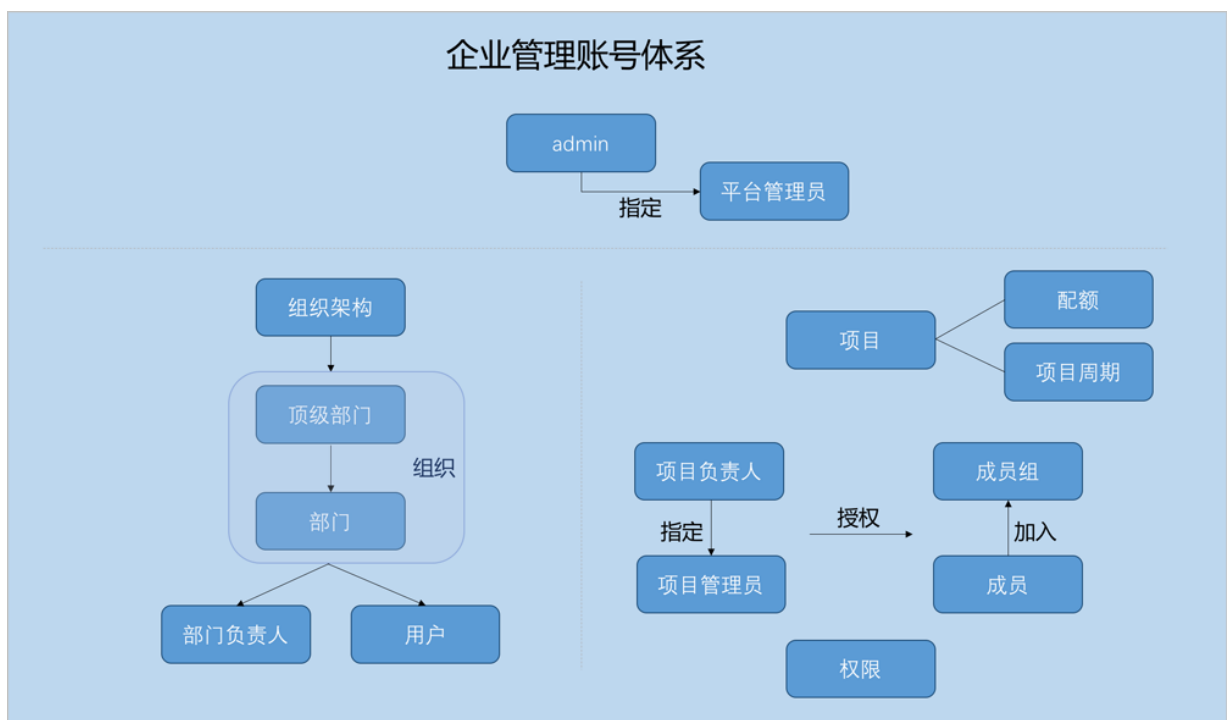 企业管理账号体系
admin
平台管理员
指定
组织架构
顶级部门
组织
部门
部门负责人
用户
项目
配额
项目周期
项目负责人
成员组
指定
授权
加入
项目管理员
成员
权限